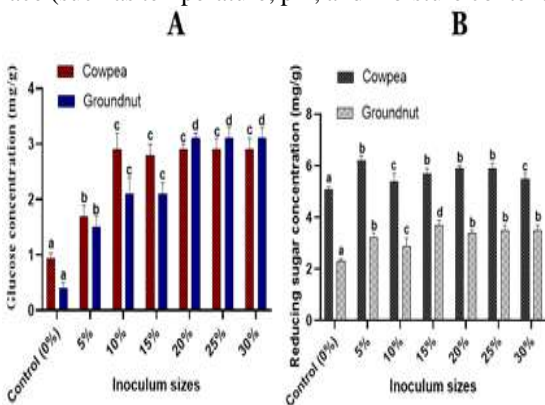 A
B
Glucose concentration (mg/g)
4
3
2
1
0
Cowpea
Groundnut
a
a
b
b
c
c
c
c
c
d
c
d
c
d
Control (0%)
5%
10%
15%
20%
25%
30%
Inoculum sizes
Reducing sugar concentration (mg/g)
8
6
4
2
0
Cowpea
Groundnut
a
a
b
b
c
c
b
d
b
b
b
b
c
b
Control (0%)
5%
10%
15%
20%
25%
30%
Inoculum sizes